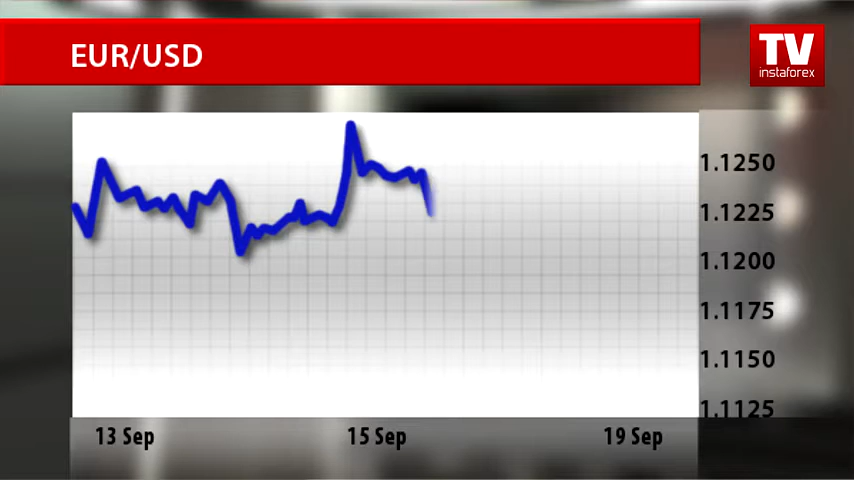 EUR/USD
TV
instaforex
1.1250
1.1225
1.1200
1.1175
1.1150
1.1125
13 Sep
15 Sep
19 Sep